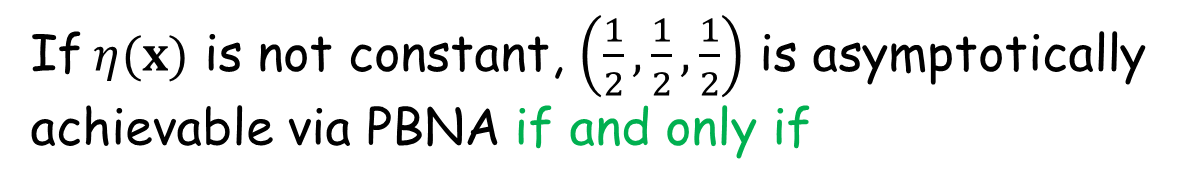 If η(𝐱) is not constant, (1/2, 1/2, 1/2) is asymptotically
achievable via PBNA if and only if